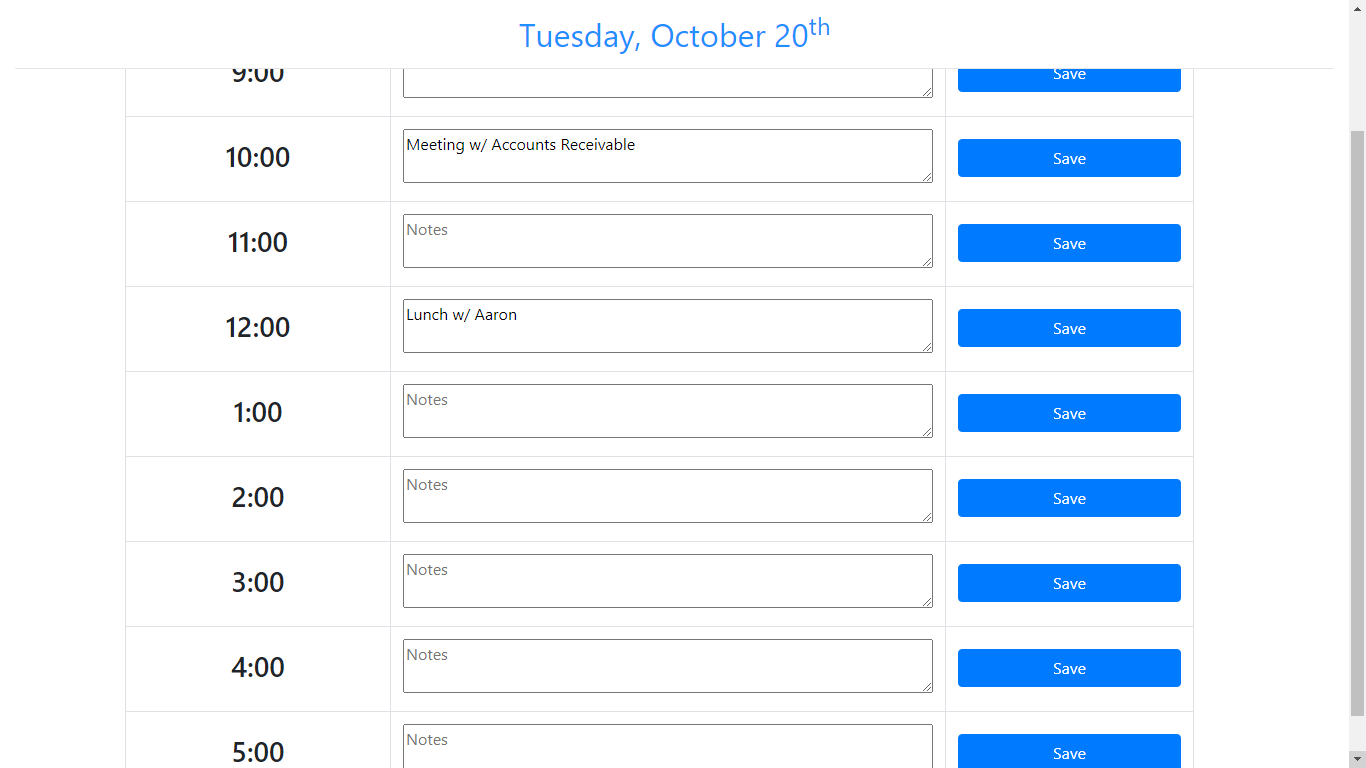 Tuesday, October 20th
9:00
Save
10:00
Meeting w/ Accounts Receivable
Save
11:00
Notes
Save
12:00
Lunch w/ Aaron
Save
1:00
Notes
Save
2:00
Notes
Save
3:00
Notes
Save
4:00
Notes
Save
5:00
Notes
Save